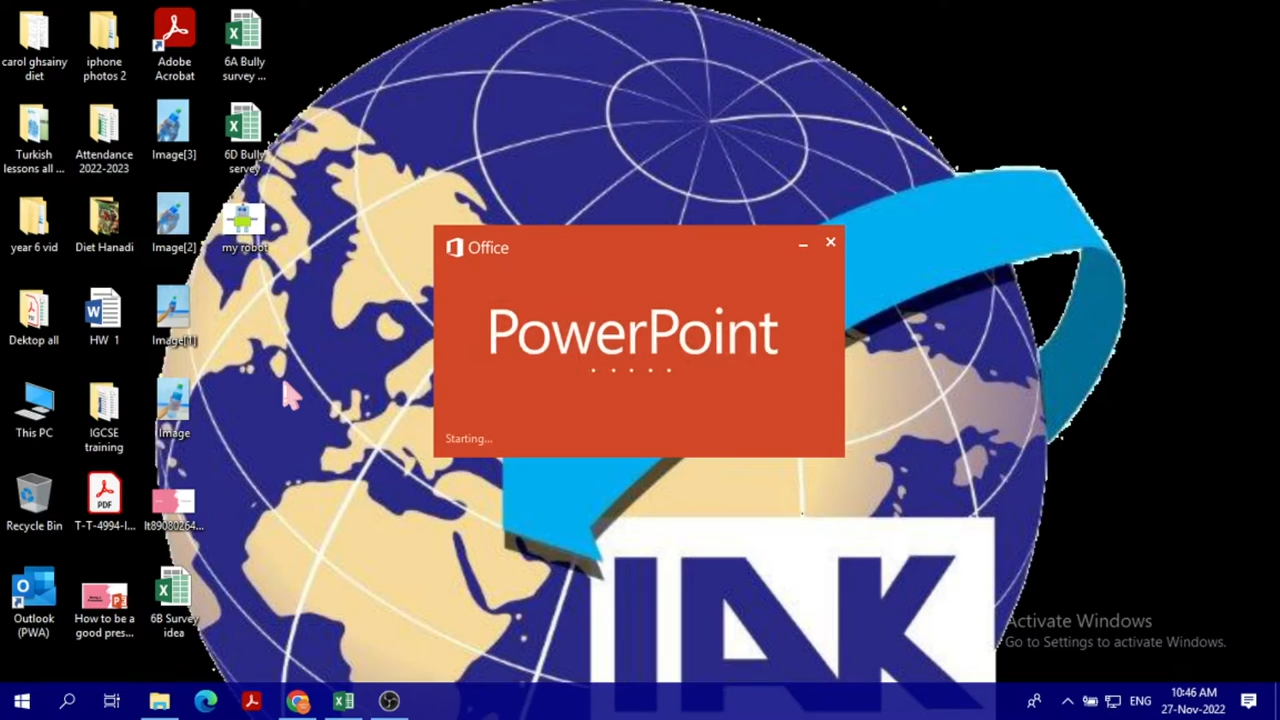 carol ghsainy
diet
iphone
photos 2
Adobe
Acrobat
6A Bully
survey ...
Turkish
lessons all ...
Attendance
2022-2023
Image[3]
6D Bully
servey
year 6 vid
Diet Hanadi
Image[2]
my robot
Dektop all
HW 1
Image[1]
This PC
IGCSE
training
Image
Recycle Bin
PDF
T-T-4994-I...
lt89080264...
Outlook
(PWA)
How to be a
good pres...
6B Survey
idea
Office
PowerPoint
Starting...
IAK
Activate Windows
Go to Settings to activate Windows.
ENG
10:46 AM
27-Nov-2022